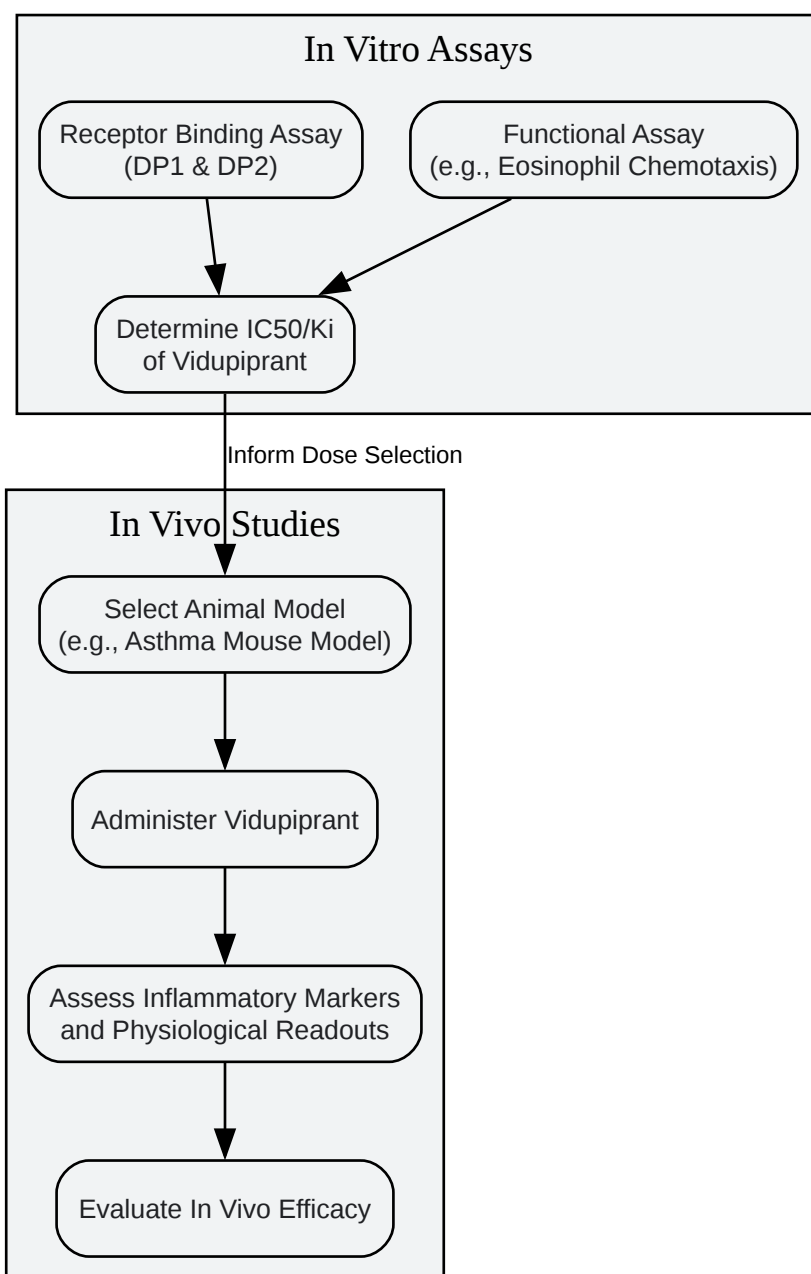 In Vitro Assays
Receptor Binding Assay
(DP1 & DP2)
Functional Assay
(e.g., Eosinophil Chemotaxis)
Determine IC50/Ki
of Vidupiprant
Inform Dose Selection
In Vivo Studies
Select Animal Model
(e.g., Asthma Mouse Model)
Administer Vidupiprant
Assess Inflammatory Markers
and Physiological Readouts
Evaluate In Vivo Efficacy